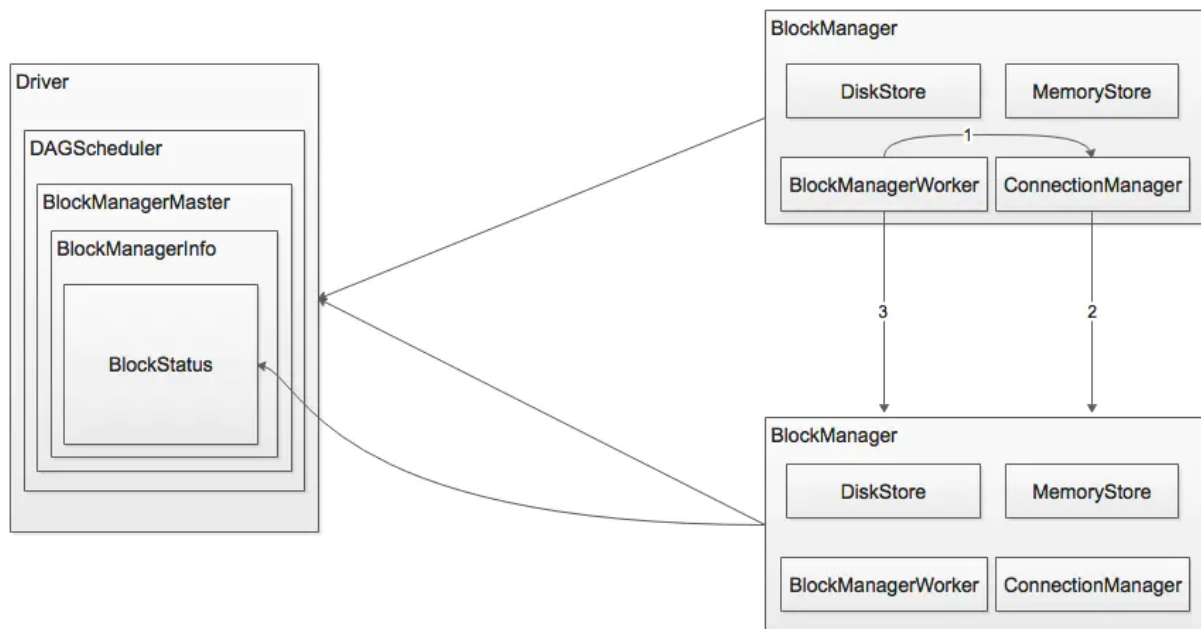 Driver
DAGScheduler
BlockManagerMaster
BlockManagerInfo
BlockStatus
BlockManager
DiskStore
MemoryStore
1
BlockManagerWorker
ConnectionManager
3
2
BlockManager
DiskStore
MemoryStore
BlockManagerWorker
ConnectionManager